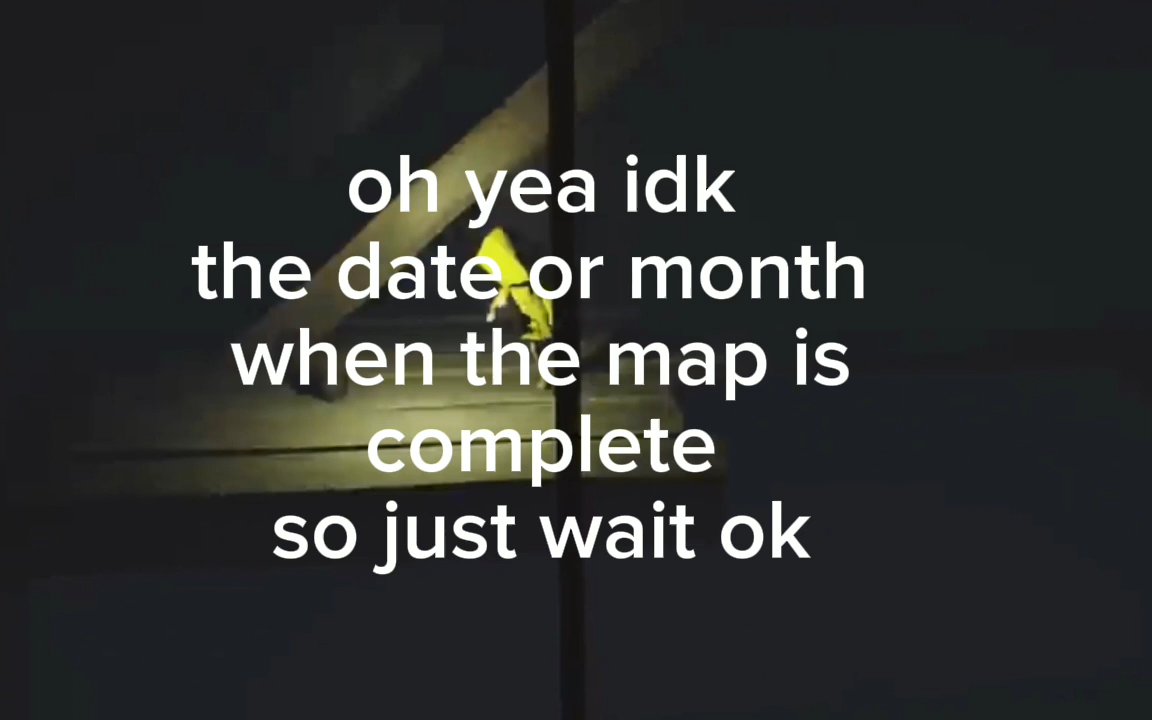 oh yea idk
the date or month
when the map is
complete
so just wait ok